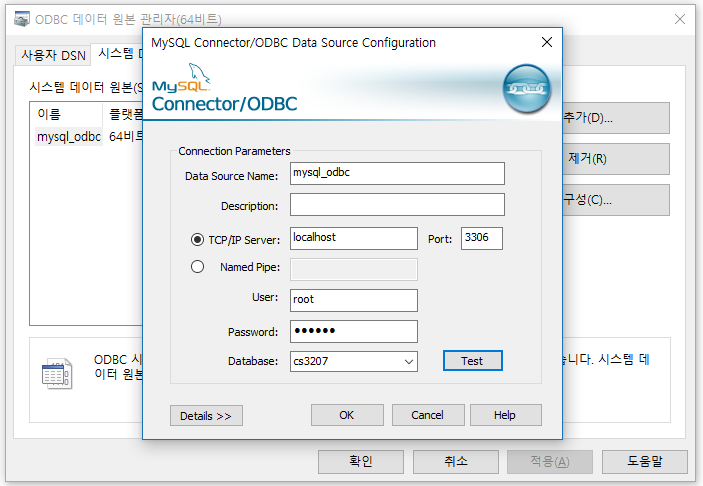 ODBC 데이터 원본 관리자(64비트)
사용자 DSN
시스템 D
시스템 데이터 원본(S
이름
플랫폼
mysql_odbc
64비트
추가(D)...
제거(R)
구성(C)...
MySQL Connector/ODBC Data Source Configuration
MySQL
Connector/ODBC
Connection Parameters
Data Source Name:
mysql_odbc
Description:
TCP/IP Server:
localhost
Port:
3306
Named Pipe:
User:
root
Password:
••••••
Database:
cs3207
Test
Details >>
OK
Cancel
Help
ODBC 시
습니다. 시스템 데
이터 원본
확인
취소
적용(A)
도움말